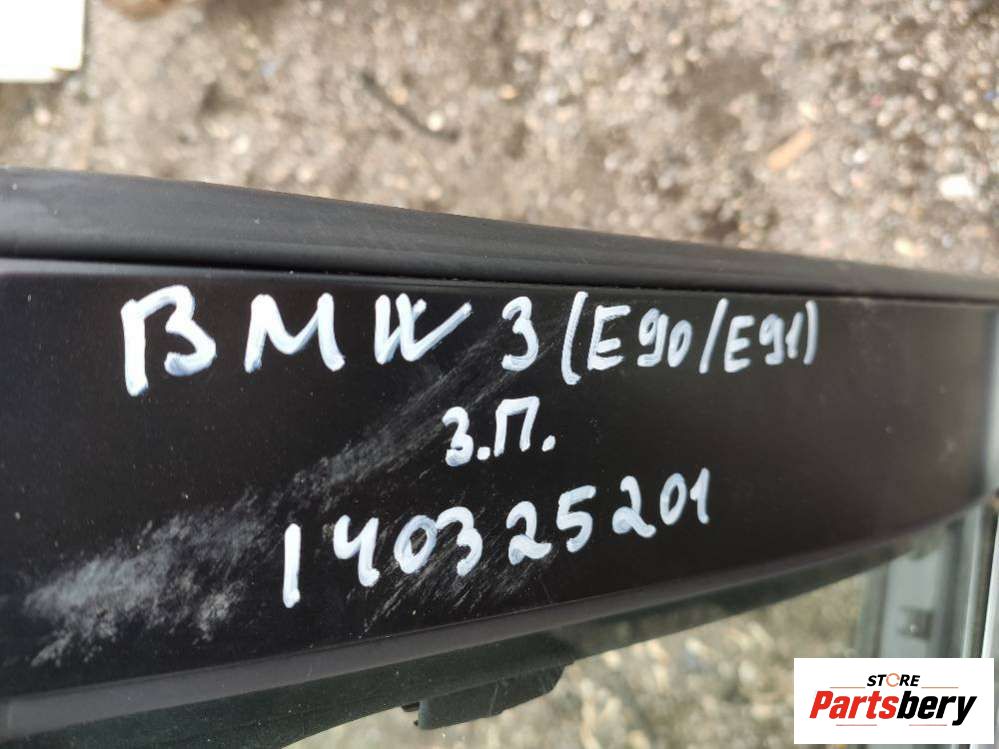 BMW 3 (E90/E91)
З.П.
140325201
STORE
Partsbery